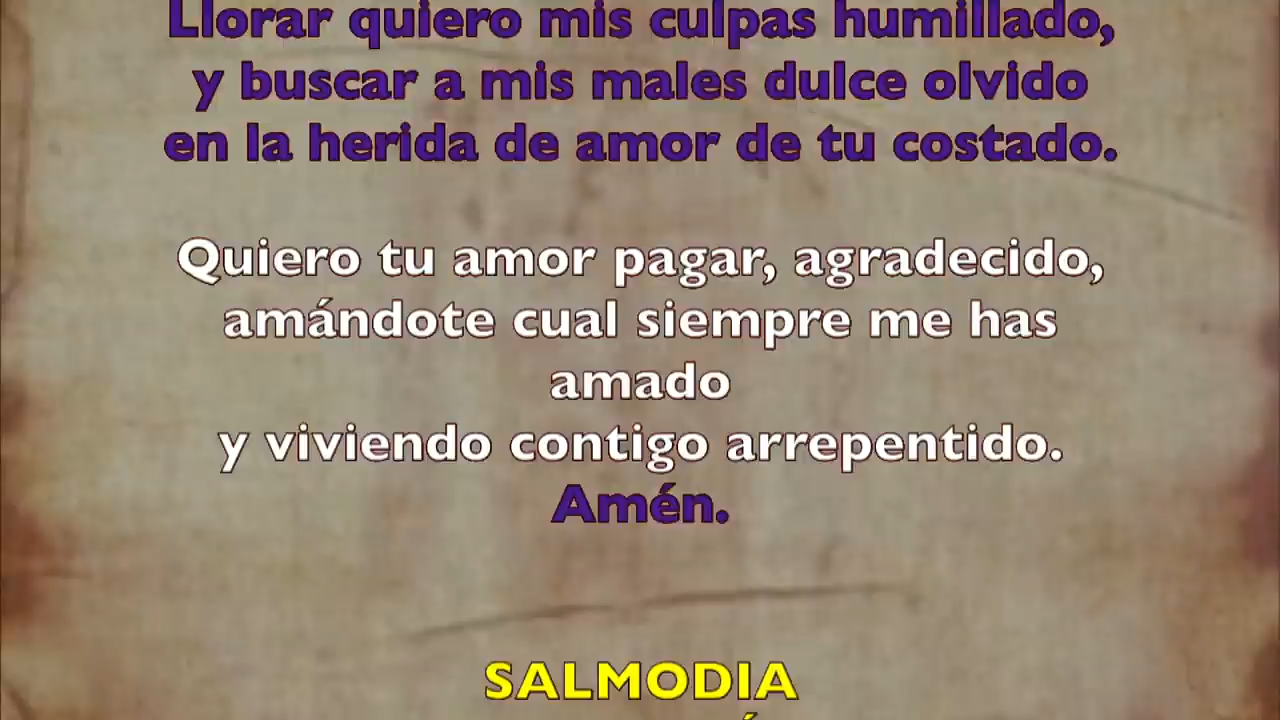 Llorar quiero mis culpas humillado,
y buscar a mis males dulce olvido
en la herida de amor de tu costado.
Quiero tu amor pagar, agradecido,
amándote cual siempre me has
amado
y viviendo contigo arrepentido.
Amén.
SALMODIA